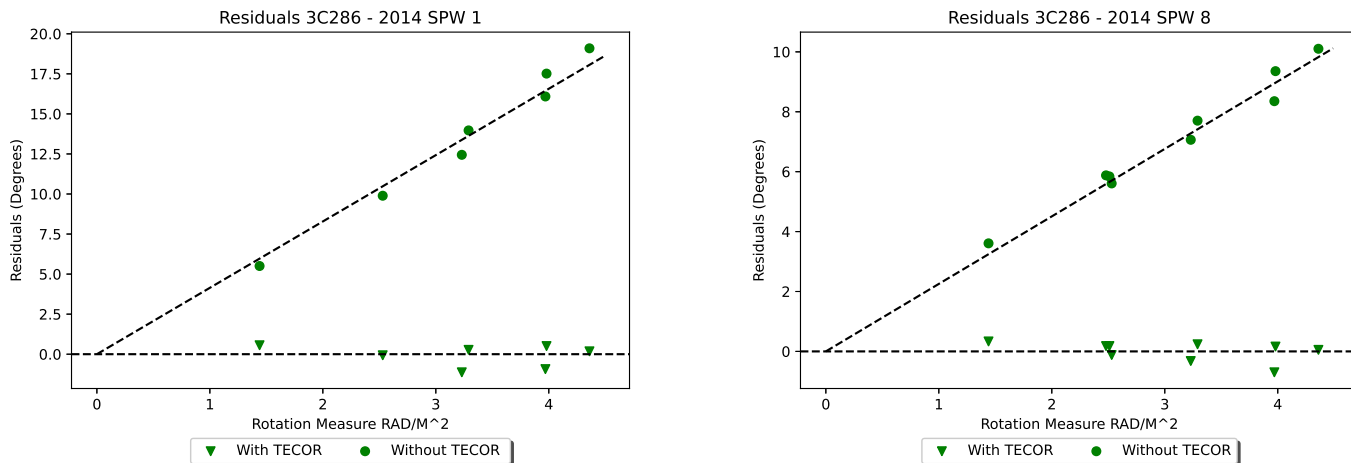 Residuals 3C286 - 2014 SPW 1
20.0
17.5
15.0
12.5
10.0
7.5
5.0
2.5
0.0
Residuals (Degrees)
0 1 2 3 4
Rotation Measure RAD/M^2
With TECOR Without TECOR
Residuals 3C286 - 2014 SPW 8
10
8
6
4
2
0
Residuals (Degrees)
0 1 2 3 4
Rotation Measure RAD/M^2
With TECOR Without TECOR